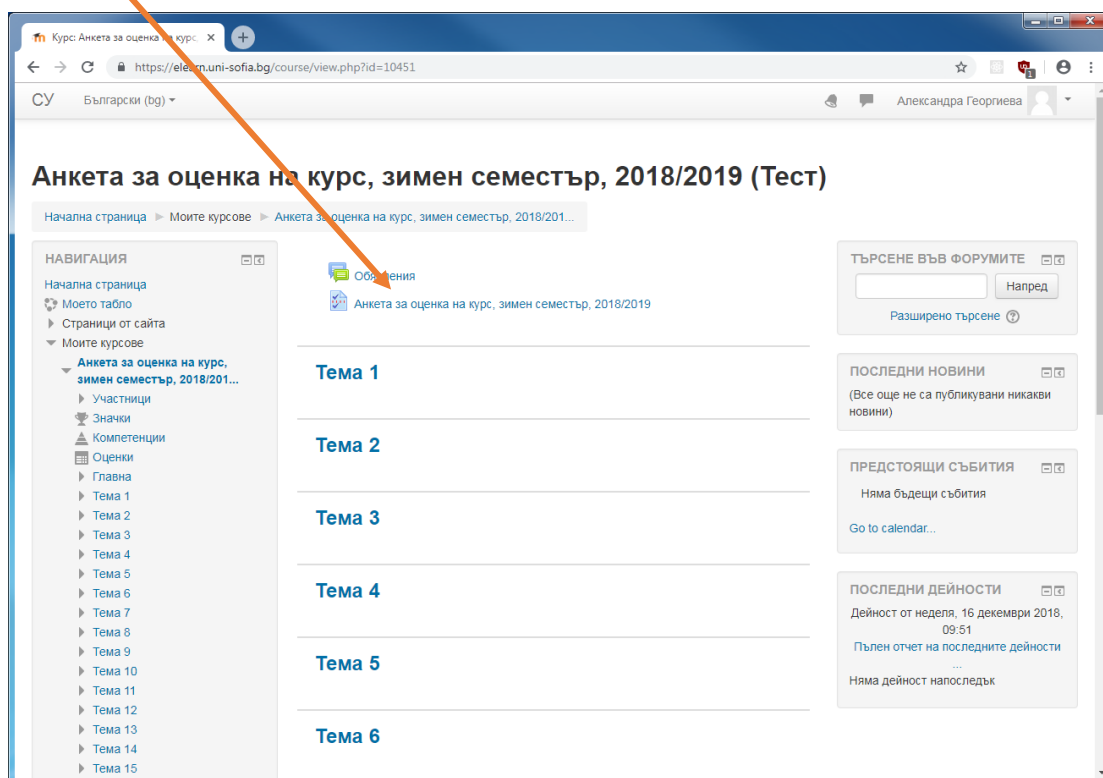 Курс: Анкета за оценка на курс,
https://elearn.uni-sofia.bg/course/view.php?id=10451
1
СУ Български (bg)
Александра Георгиева
Анкета за оценка на курс, зимен семестър, 2018/2019 (Тест)
Начална страница Моите курсове Анкета за оценка на курс, зимен семестър, 2018/201...
НАВИГАЦИЯ
Начална страница
Моето табло
Страници от сайта
Моите курсове
Анкета за оценка на курс,
зимен семестър, 2018/201...
Участници
Значки
Компетенции
Оценки
Главна
Тема 1
Тема 2
Тема 3
Тема 4
Тема 5
Тема 6
Тема 7
Тема 8
Тема 9
Тема 10
Тема 11
Тема 12
Тема 13
Тема 14
Тема 15
Обявления
Анкета за оценка на курс, зимен семестър, 2018/2019
Тема 1
Тема 2
Тема 3
Тема 4
Тема 5
Тема 6
ТЪРСЕНЕ ВЪВ ФОРУМИТЕ
Напред
Разширено търсене
ПОСЛЕДНИ НОВИНИ
(Все още не са публикувани никакви
новини)
ПРЕДСТОЯЩИ СЪБИТИЯ
Няма бъдещи събития
Go to calendar...
ПОСЛЕДНИ ДЕЙНОСТИ
Дейност от неделя, 16 декември 2018,
09:51
Пълен отчет на последните дейности
...
Няма дейност напоследък